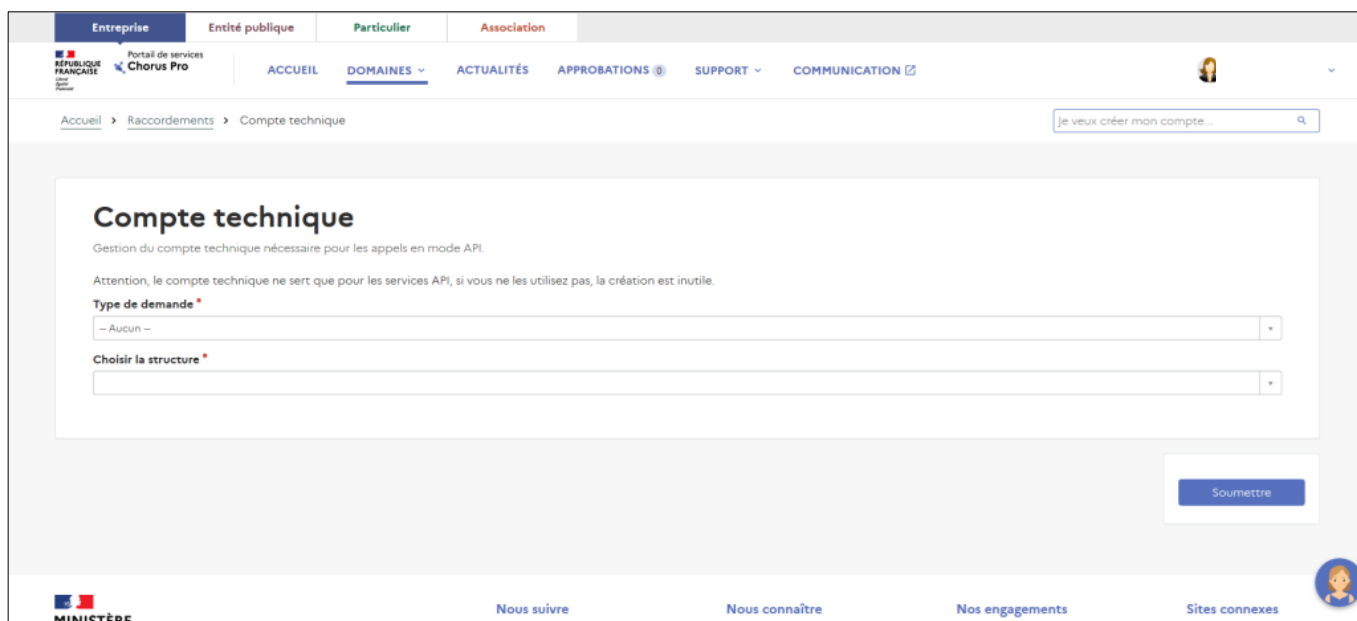 Entreprise
Entité publique
Particulier
Association
RÉPUBLIQUE
FRANÇAISE
Liberté
Égalité
Fraternité
Portail de services
Chorus Pro
ACCUEIL
DOMAINES
ACTUALITÉS
APPROBATIONS 0
SUPPORT
COMMUNICATION
Accueil > Raccordements > Compte technique
Je veux créer mon compte...
Compte technique
Gestion du compte technique nécessaire pour les appels en mode API.
Attention, le compte technique ne sert que pour les services API, si vous ne les utilisez pas, la création est inutile.
Type de demande *
-- Aucun --
Choisir la structure *
Soumettre
MINISTÈRE
Nous suivre
Nous connaître
Nos engagements
Sites connexes